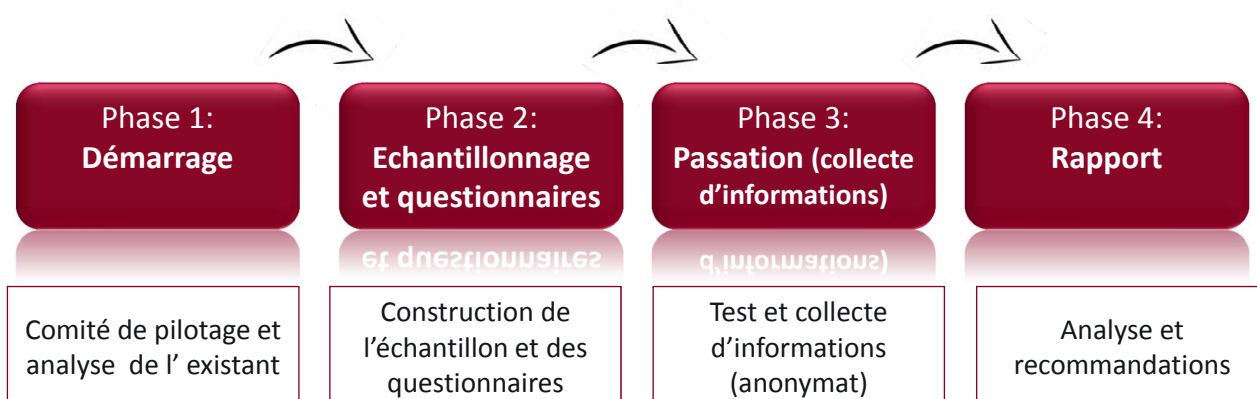 Phase 1:
Démarrage
Phase 2:
Echantillonnage
et questionnaires
Phase 3:
Passation (collecte
d’informations)
Phase 4:
Rapport
Comité de pilotage et
analyse de l’ existant
Construction de
l’échantillon et des
questionnaires
Test et collecte
d’informations
(anonymat)
Analyse et
recommandations